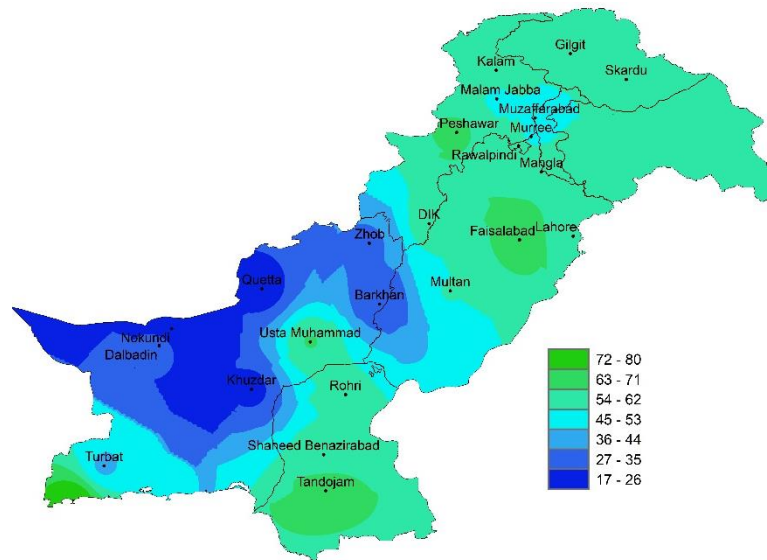 Gilgit
Kalam
Skardu
Malam Jabba
Muzaffarabad
Peshawar
Murree
Rawalpindi
Mangla
DIK
Zhob
Faisalabad
Lahore
Quetta
Multan
Barkhan
Usta Muhammad
Nokundi
Dalbadin
Khuzdar
Rohri
Shaheed Benazirabad
Turbat
Tandojam
72 - 80
63 - 71
54 - 62
45 - 53
36 - 44
27 - 35
17 - 26